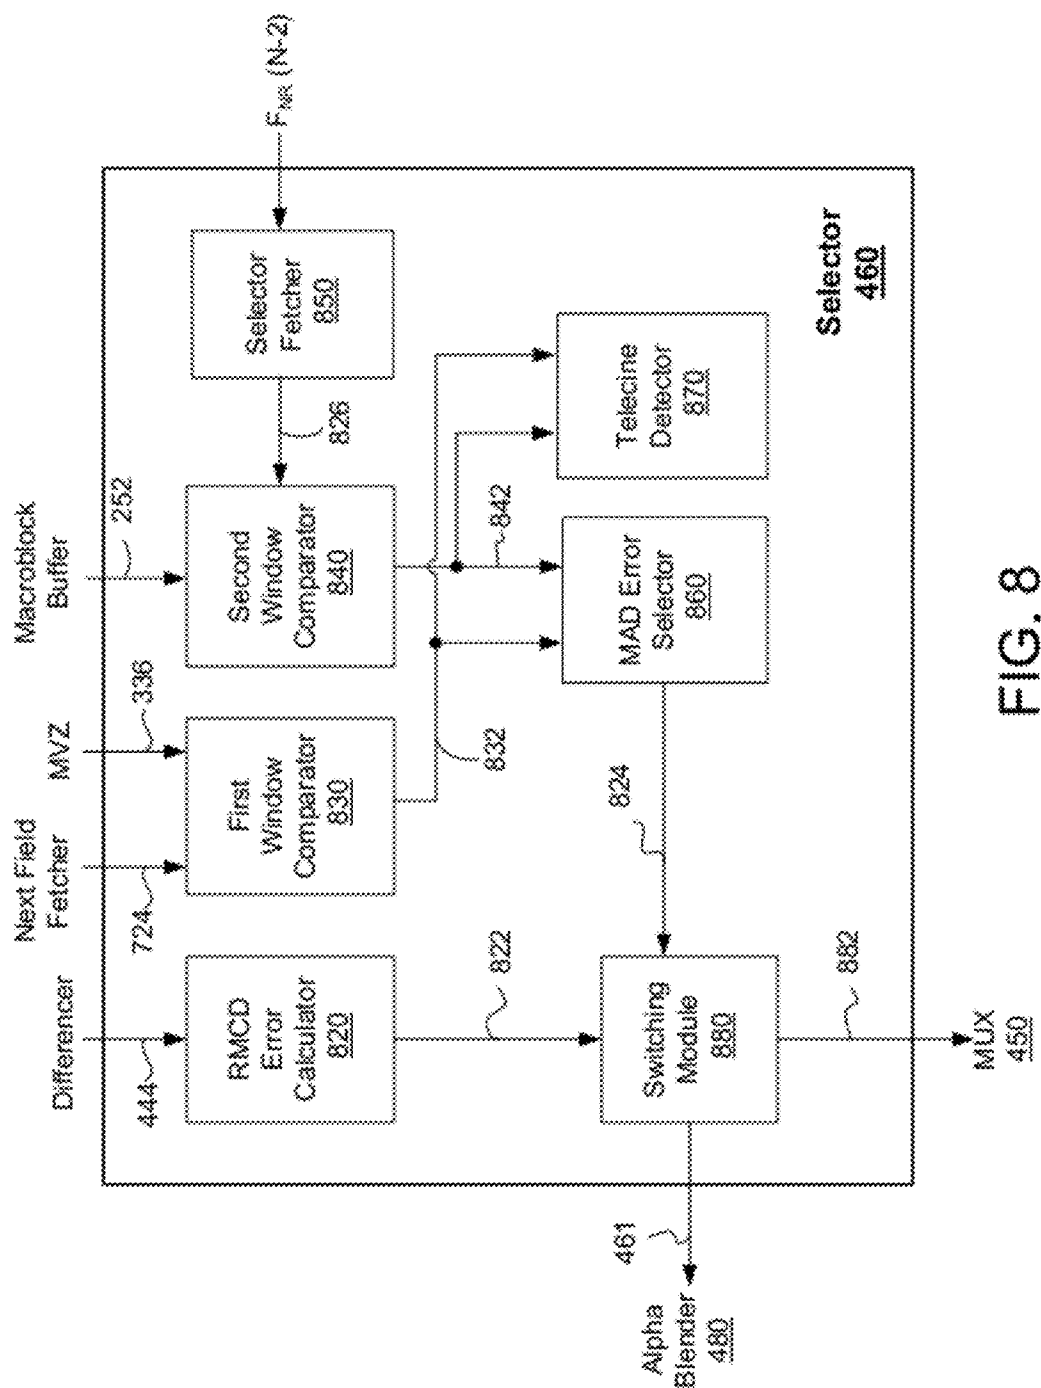 Differencer
444
Next Field
Fetcher
724
MVZ
336
Macroblock
Buffer
252
RMCD
Error
Calculator
820
First
Window
Comparator
830
Second
Window
Comparator
840
826
Selector
Fetcher
850
F_NR (N-2)
822
832
842
824
Switching
Module
880
MAD Error
Selector
860
Telecine
Detector
870
461
Alpha
Blender
480
882
MUX
450
Selector
460
FIG. 8